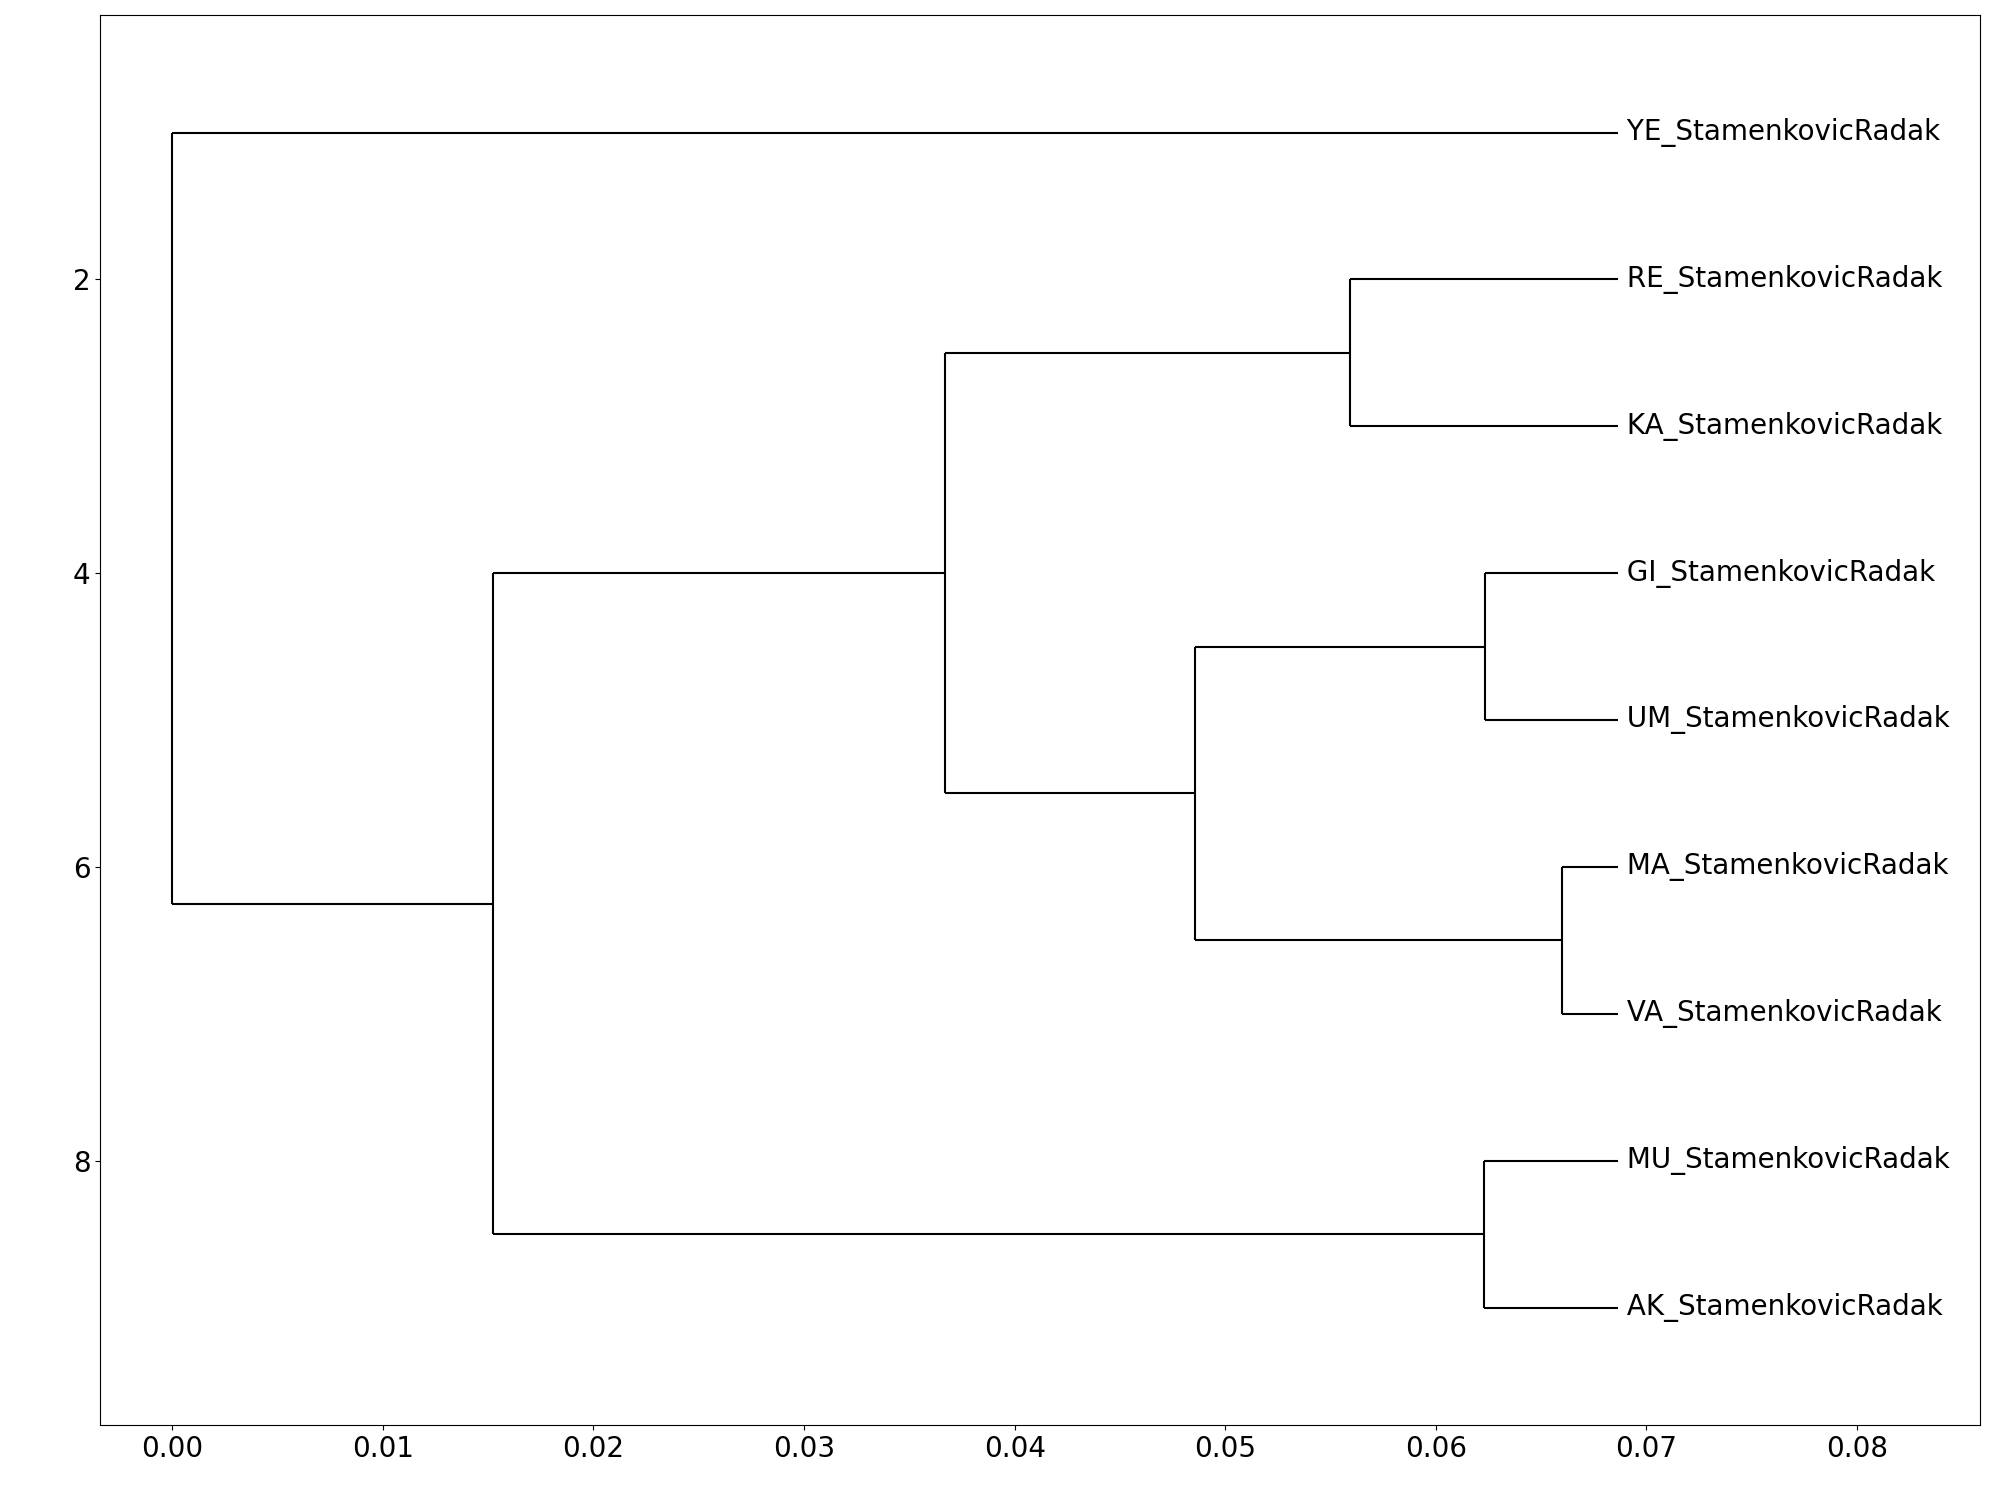 YE_StamenkovicRadak
2
RE_StamenkovicRadak
KA_StamenkovicRadak
4
GI_StamenkovicRadak
UM_StamenkovicRadak
6
MA_StamenkovicRadak
VA_StamenkovicRadak
8
MU_StamenkovicRadak
AK_StamenkovicRadak
0.00 0.01 0.02 0.03 0.04 0.05 0.06 0.07 0.08